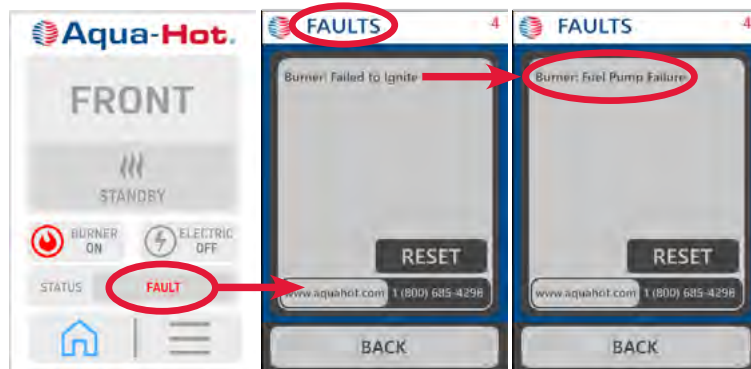 Aqua-Hot.
FRONT
STANDBY
BURNER
ON
ELECTRIC
OFF
STATUS
FAULT
FAULTS
4
Burner: Failed to Ignite
RESET
www.aquahot.com
1 (800) 685-4296
BACK
FAULTS
4
Burner: Fuel Pump Failure
RESET
www.aquahot.com
1 (800) 685-4296
BACK